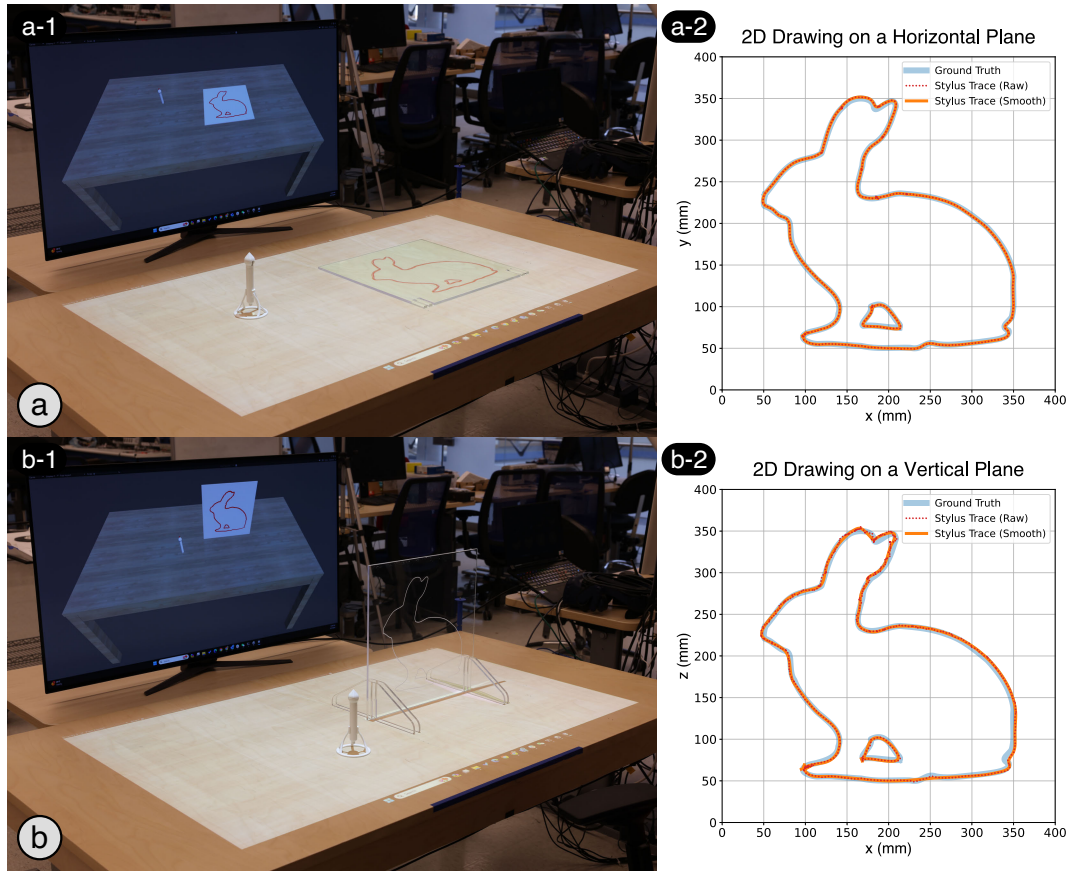 a-1
a
a-2
2D Drawing on a Horizontal Plane
Ground Truth
Stylus Trace (Raw)
Stylus Trace (Smooth)
400
350
300
250
200
150
100
50
0
y (mm)
0 50 100 150 200 250 300 350 400
x (mm)
b-1
b
b-2
2D Drawing on a Vertical Plane
Ground Truth
Stylus Trace (Raw)
Stylus Trace (Smooth)
400
350
300
250
200
150
100
50
0
z (mm)
0 50 100 150 200 250 300 350 400
x (mm)